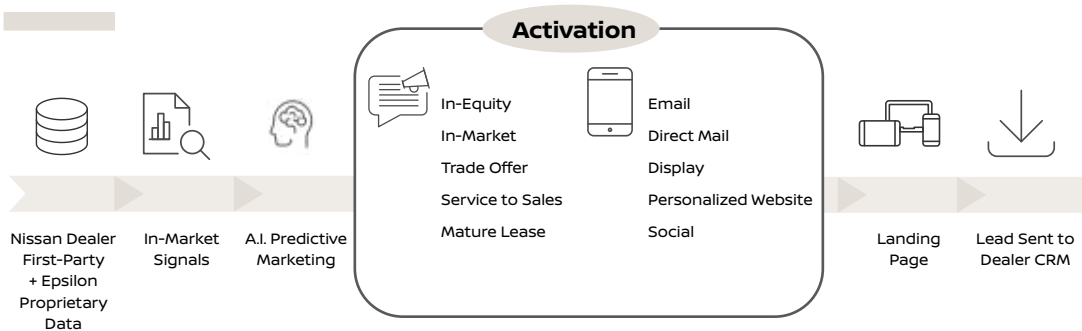 Activation
In-Equity
In-Market
Trade Offer
Service to Sales
Mature Lease
Email
Direct Mail
Display
Personalized Website
Social
Nissan Dealer
First-Party
+ Epsilon
Proprietary
Data
In-Market
Signals
A.I. Predictive
Marketing
Landing
Page
Lead Sent to
Dealer CRM